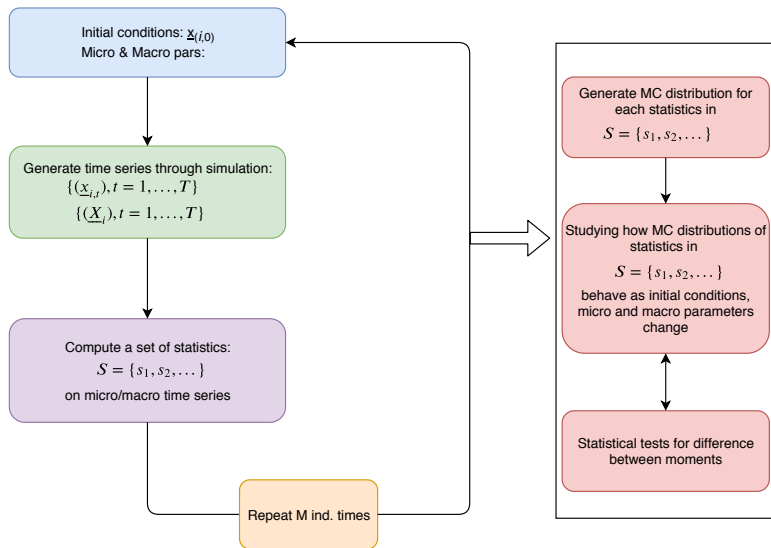 Initial conditions: x(i,0)
Micro & Macro pars:
Generate time series through simulation:
{(x_{i,t}), t = 1, …, T}
{(X_i), t = 1, …, T}
Compute a set of statistics:
S = {s₁, s₂, … }
on micro/macro time series
Repeat M ind. times
Generate MC distribution for
each statistics in
S = {s₁, s₂, … }
Studying how MC distributions of
statistics in
S = {s₁, s₂, … }
behave as initial conditions,
micro and macro parameters
change
Statistical tests for difference
between moments